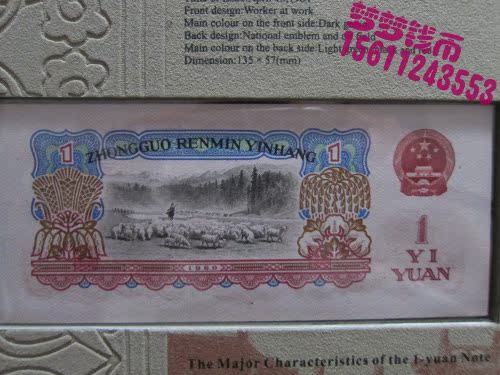 Front design:Worker at work
Main colour on the front side:Dark
Back design:National emblem and
Main colour on the back side:Light
Dimension:135 × 57(mm)
梦梦钱币
15611243553
ZHONGGUO RENMIN YINHANG
1
1
1
YI
YUAN
1960
The Major Characteristics of the 1-yuan Note